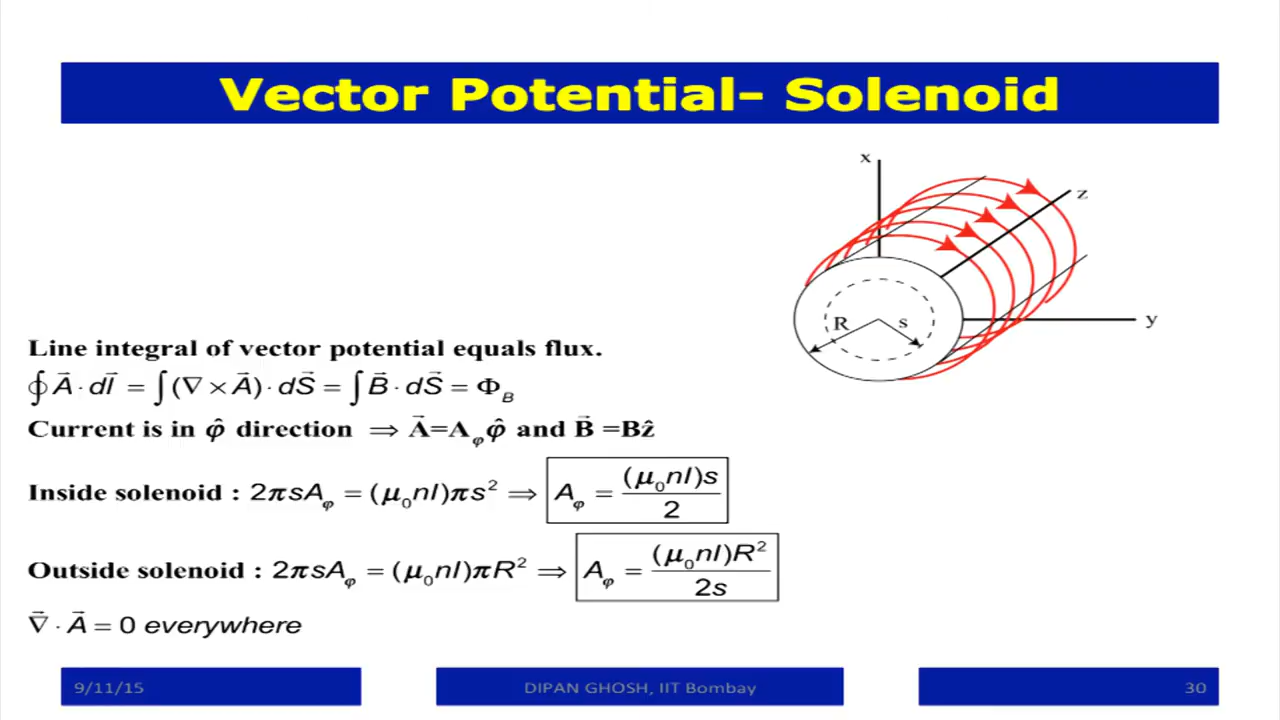 Vector Potential- Solenoid
x
z
R
s
y
Line integral of vector potential equals flux.
∮ A⃗ · dl⃗ = ∫(∇ × A⃗) · dS⃗ = ∫ B⃗ · dS⃗ = Φ_B
Current is in φ̂ direction ⇒ A⃗=A_φ φ̂ and B⃗ =Bẑ
Inside solenoid : 2πsA_φ = (μ₀nI)πs² ⇒ A_φ = (μ₀nI)s / 2
Outside solenoid : 2πsA_φ = (μ₀nI)πR² ⇒ A_φ = (μ₀nI)R² / 2s
∇⃗ · A⃗ = 0 everywhere
9/11/15
DIPAN GHOSH, IIT Bombay
30